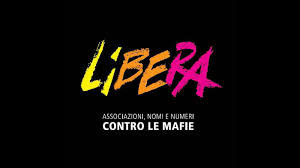 LiBERA
ASSOCIAZIONI, NOMI E NUMERI
CONTRO LE MAFIE